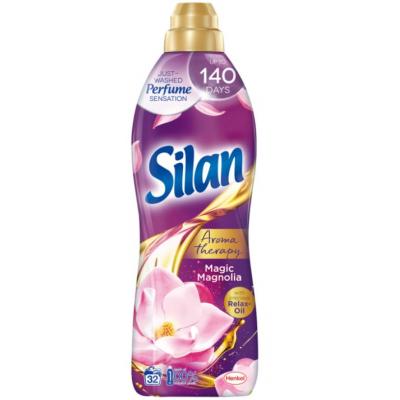 JUST-
WASHED
Perfume
SENSATION
UP TO
140
DAYS
Silan
Aroma
therapy
Magic
Magnolia
Relax-
Oil
32
Henkel